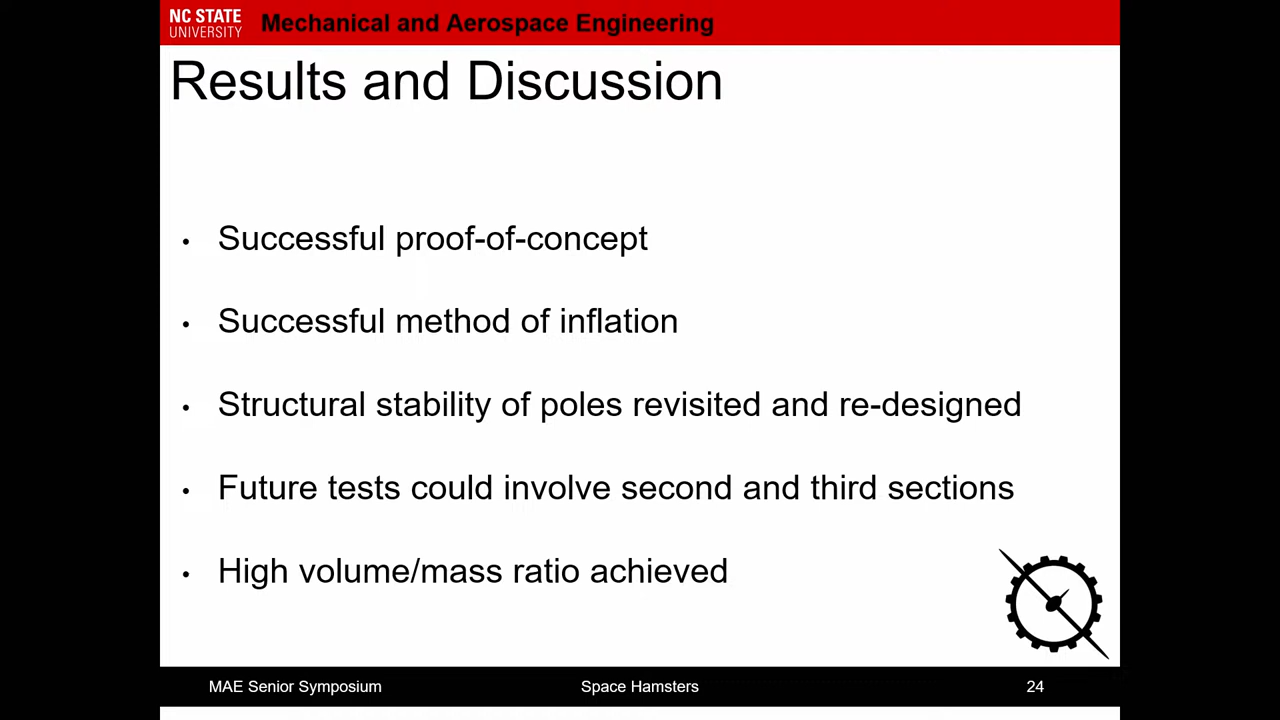 NC STATE
UNIVERSITY
Mechanical and Aerospace Engineering
Results and Discussion
• Successful proof-of-concept
• Successful method of inflation
• Structural stability of poles revisited and re-designed
• Future tests could involve second and third sections
• High volume/mass ratio achieved
MAE Senior Symposium
Space Hamsters
24